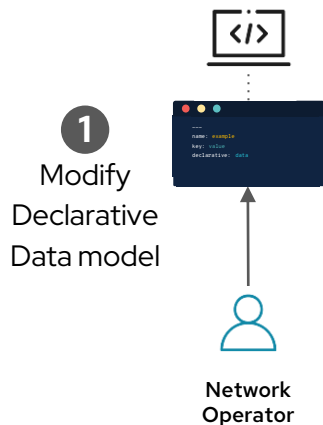 </>
---
name: example
key: value
declarative: data
1
Modify
Declarative
Data model
Network
Operator